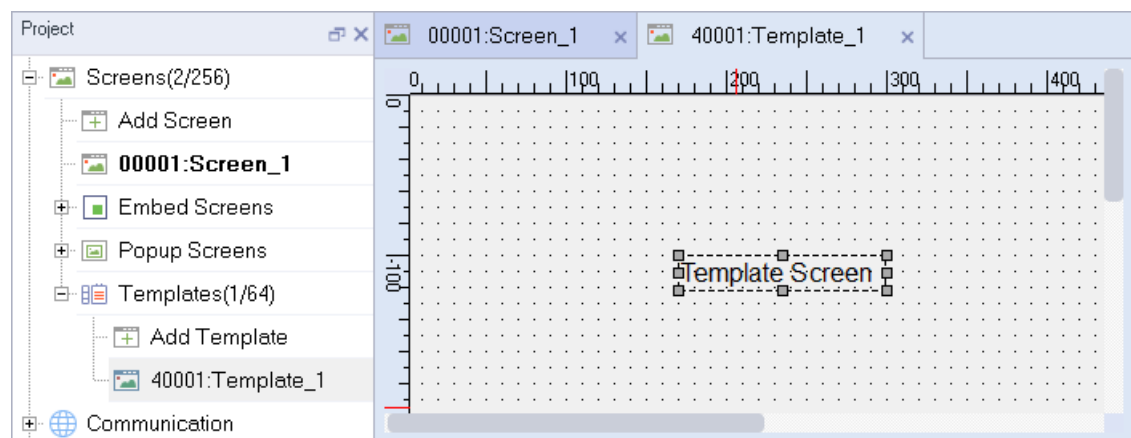 Project
Screens(2/256)
Add Screen
00001:Screen_1
Embed Screens
Popup Screens
Templates(1/64)
Add Template
40001:Template_1
Communication
00001:Screen_1
40001:Template_1
0 |100 |200 |300 |400
0
-100
Template Screen